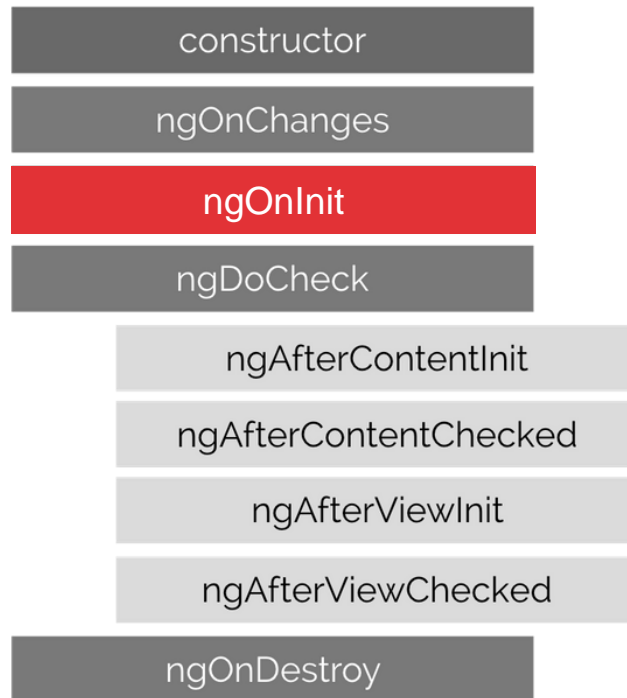 constructor
ngOnChanges
ngOnInit
ngDoCheck
ngAfterContentInit
ngAfterContentChecked
ngAfterViewInit
ngAfterViewChecked
ngOnDestroy